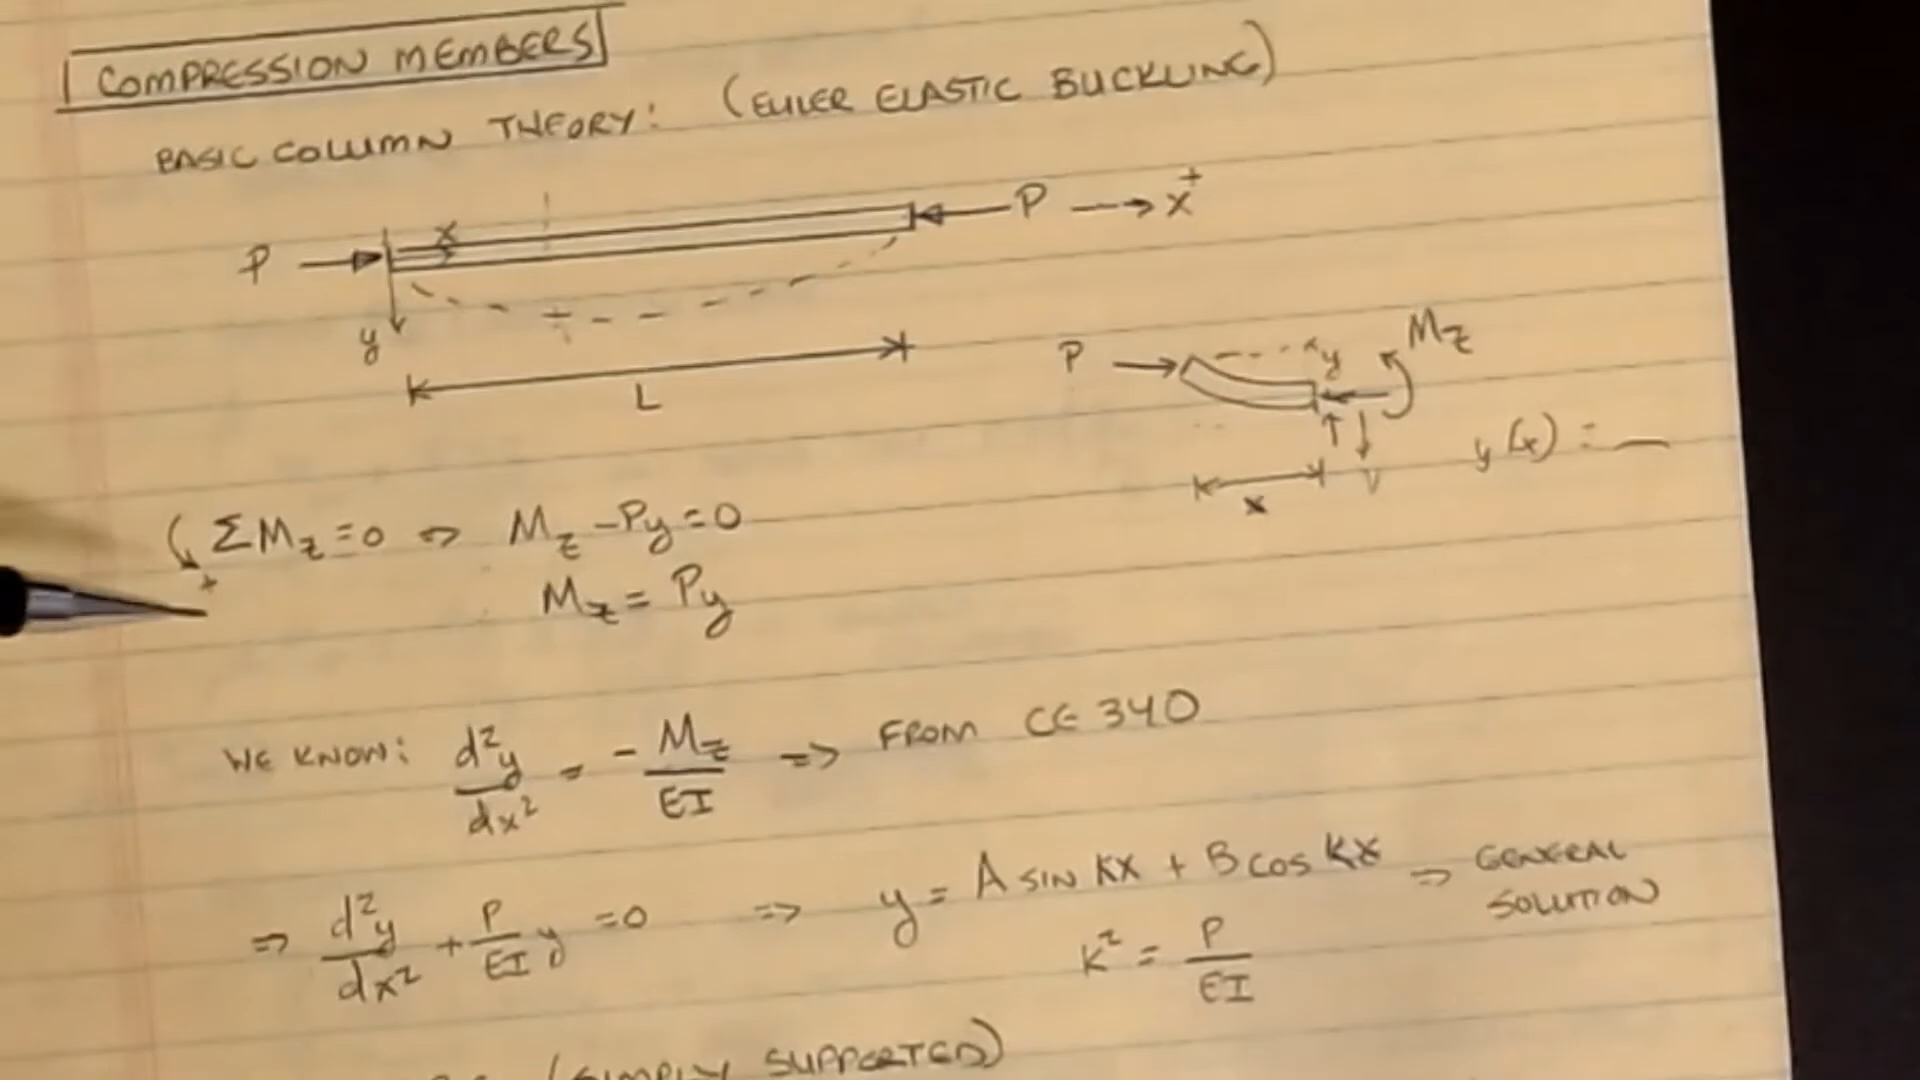 COMPRESSION MEMBERS
BASIC COLUMN THEORY: (EULER ELASTIC BUCKLING)
P x P x+
y
L
P y Mz
V
x
y(x) = _
+ ΣMz = 0 => Mz - Py = 0
Mz = Py
WE KNOW: d²y/dx² = - Mz/EI => FROM CE 340
=> d²y/dx² + P/EI y = 0 => y = A SIN KX + B COS KX => GENERAL SOLUTION
K² = P/EI
(SIMPLY SUPPORTED)